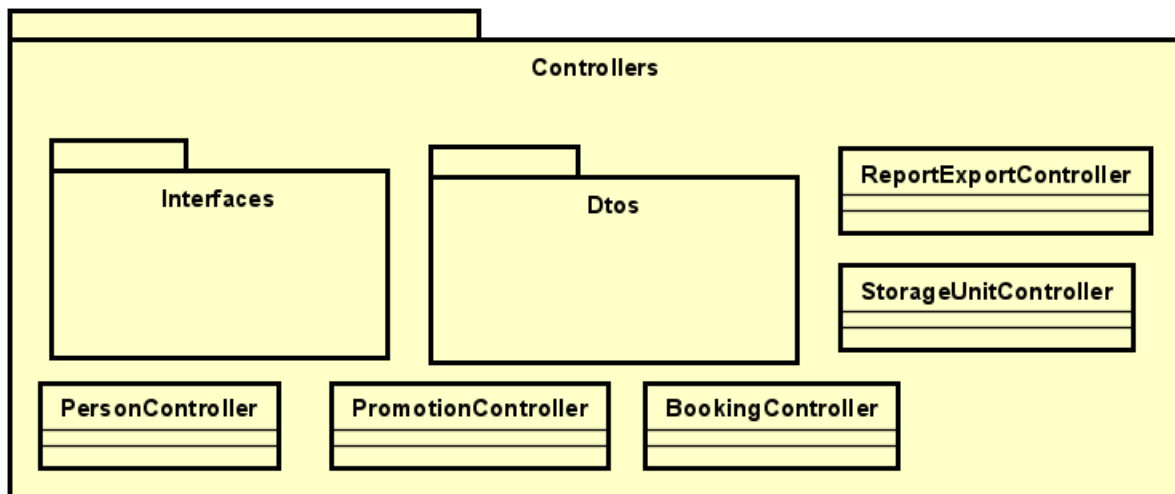 Controllers
Interfaces
Dtos
ReportExportController
StorageUnitController
PersonController
PromotionController
BookingController